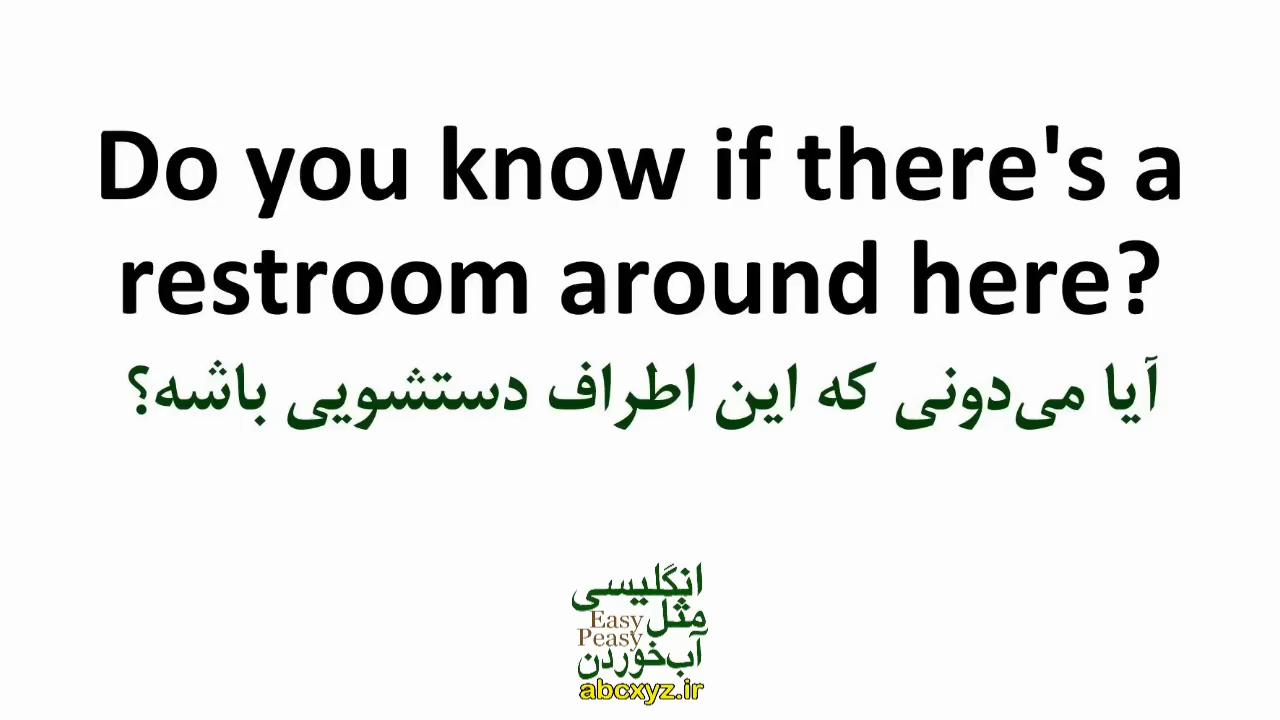 Do you know if there's a
restroom around here?
آیا می‌دونی که این اطراف دستشویی باشه؟
انگلیسی
مثل
Easy
Peasy
آب‌خوردن
abcxyz.ir